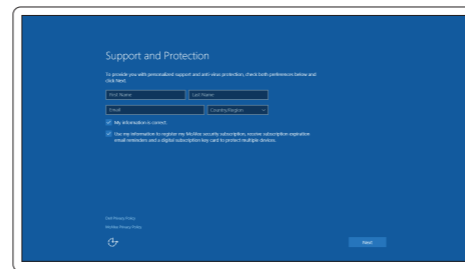 Support and Protection
To provide you with personalized support and anti-virus protection, check both preferences below and
click Next.
First Name
Last Name
Email
Country/Region
My information is correct.
Use my information to register my McAfee security subscription, receive subscription expiration
email reminders and a digital subscription key card to protect multiple devices.
Dell Privacy Policy
McAfee Privacy Policy
Next